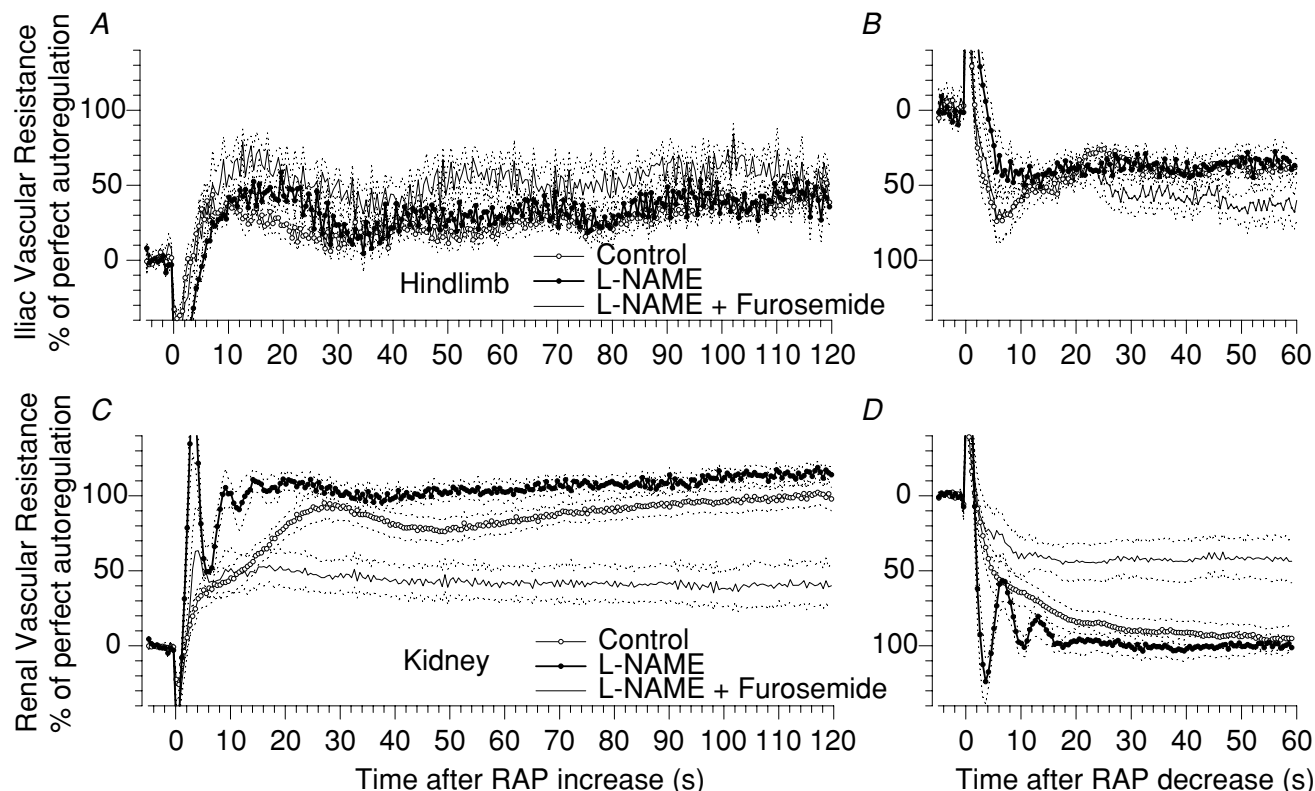 A
B
Iliac Vascular Resistance
% of perfect autoregulation
100
50
0
Hindlimb
Control
L-NAME
L-NAME + Furosemide
0 10 20 30 40 50 60 70 80 90 100 110 120
0
50
100
0 10 20 30 40 50 60
C
D
Renal Vascular Resistance
% of perfect autoregulation
100
50
0
Kidney
Control
L-NAME
L-NAME + Furosemide
0 10 20 30 40 50 60 70 80 90 100 110 120
Time after RAP increase (s)
0
50
100
0 10 20 30 40 50 60
Time after RAP decrease (s)